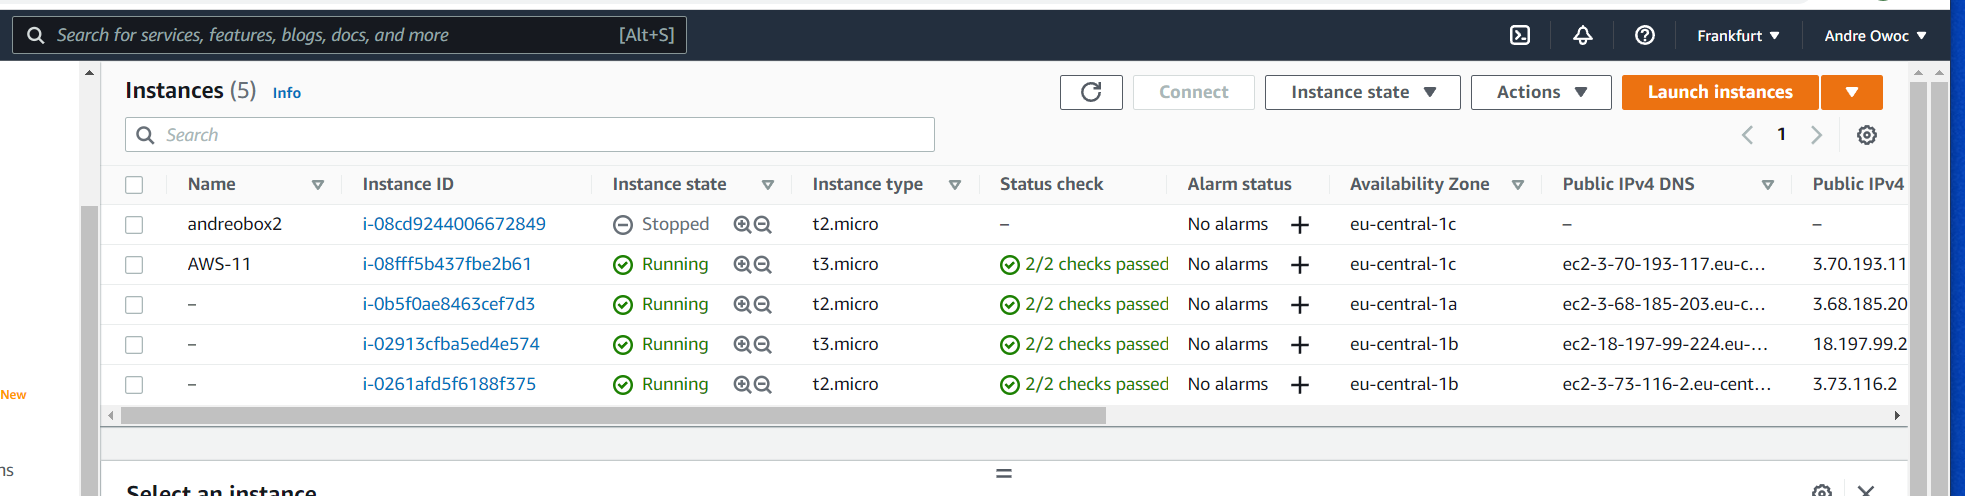 Search for services, features, blogs, docs, and more [Alt+S] Frankfurt Andre Owoc
Instances (5) Info Connect Instance state Actions Launch instances
Search 1
Name Instance ID Instance state Instance type Status check Alarm status Availability Zone Public IPv4 DNS Public IPv4
andreobox2 i-08cd9244006672849 Stopped t2.micro – No alarms + eu-central-1c – –
AWS-11 i-08fff5b437fbe2b61 Running t3.micro 2/2 checks passed No alarms + eu-central-1c ec2-3-70-193-117.eu-c... 3.70.193.11
– i-0b5f0ae8463cef7d3 Running t2.micro 2/2 checks passed No alarms + eu-central-1a ec2-3-68-185-203.eu-c... 3.68.185.20
– i-02913cfba5ed4e574 Running t3.micro 2/2 checks passed No alarms + eu-central-1b ec2-18-197-99-224.eu-... 18.197.99.2
– i-0261afd5f6188f375 Running t2.micro 2/2 checks passed No alarms + eu-central-1b ec2-3-73-116-2.eu-cent... 3.73.116.2
New
ns
Select an instance